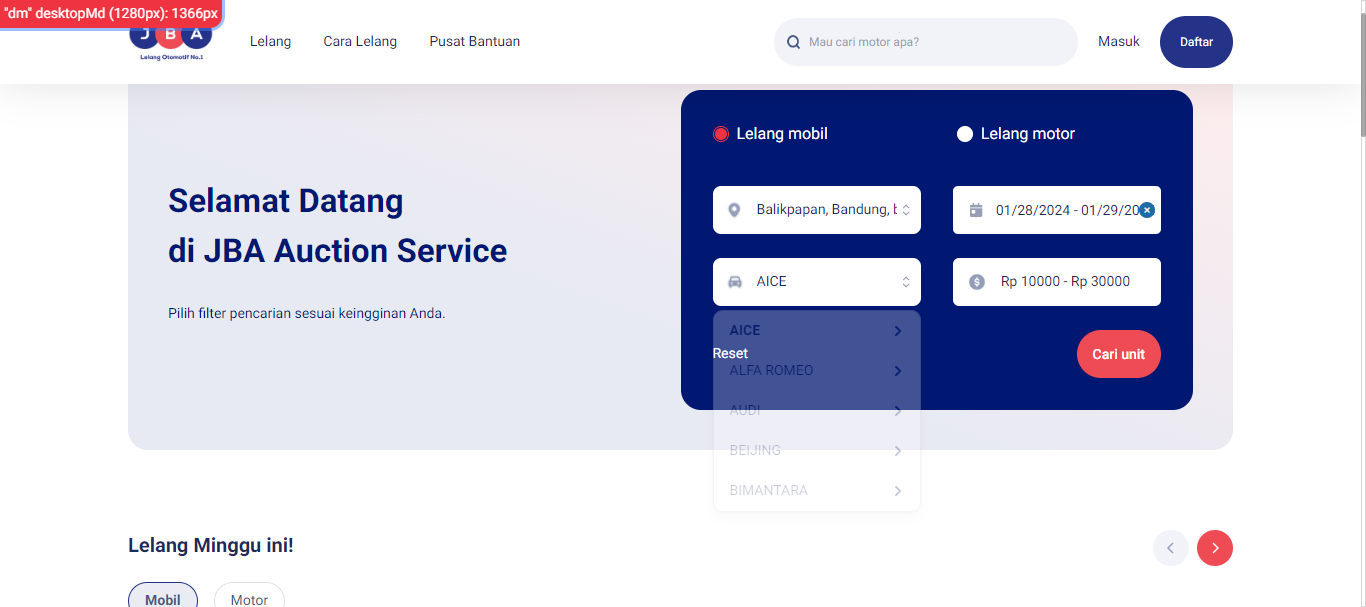 "dm" desktopMd (1280px): 1366px
J B A
Lelang Otomotif No.1
Lelang
Cara Lelang
Pusat Bantuan
Mau cari motor apa?
Masuk
Daftar
Selamat Datang
di JBA Auction Service
Pilih filter pencarian sesuai keingginan Anda.
Lelang mobil
Lelang motor
Balikpapan, Bandung, b
01/28/2024 - 01/29/20
AICE
Rp 10000 - Rp 30000
AICE
Reset
ALFA ROMEO
AUDI
BEIJING
BIMANTARA
Cari unit
Lelang Minggu ini!
Mobil
Motor